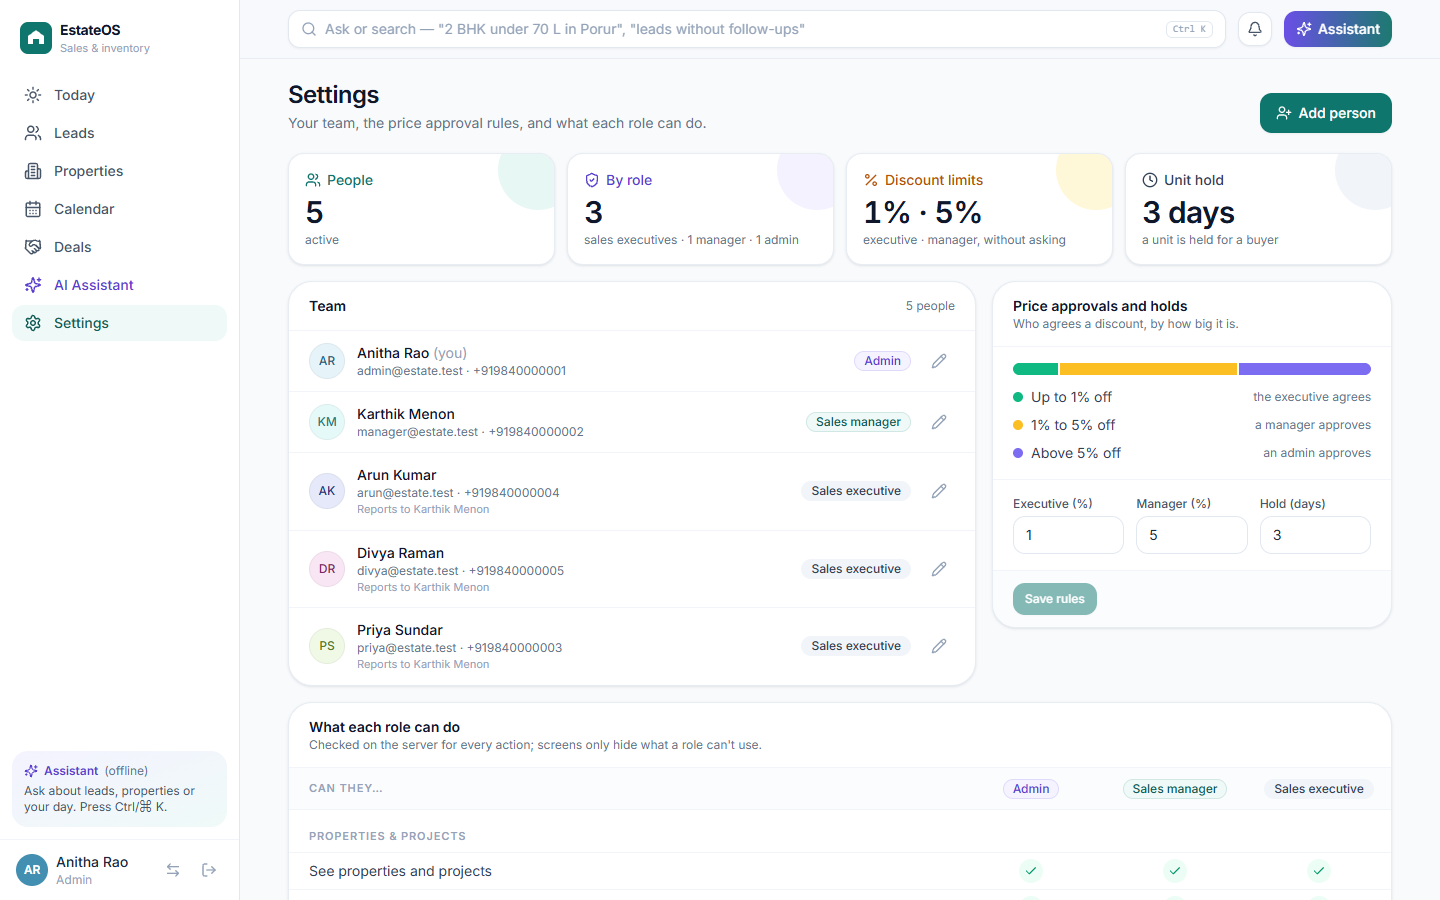 EstateOS
Sales & inventory
Today
Leads
Properties
Calendar
Deals
AI Assistant
Settings
Assistant (offline)
Ask about leads, properties or
your day. Press Ctrl/⌘ K.
AR
Anitha Rao
Admin
Ask or search — "2 BHK under 70 L in Porur", "leads without follow-ups"
Ctrl K
Assistant
Settings
Your team, the price approval rules, and what each role can do.
Add person
People
5
active
By role
3
sales executives · 1 manager · 1 admin
Discount limits
1% · 5%
executive · manager, without asking
Unit hold
3 days
a unit is held for a buyer
Team
5 people
AR
Anitha Rao (you)
admin@estate.test · +919840000001
Admin
KM
Karthik Menon
manager@estate.test · +919840000002
Sales manager
AK
Arun Kumar
arun@estate.test · +919840000004
Reports to Karthik Menon
Sales executive
DR
Divya Raman
divya@estate.test · +919840000005
Reports to Karthik Menon
Sales executive
PS
Priya Sundar
priya@estate.test · +919840000003
Reports to Karthik Menon
Sales executive
Price approvals and holds
Who agrees a discount, by how big it is.
Up to 1% off the executive agrees
1% to 5% off a manager approves
Above 5% off an admin approves
Executive (%) Manager (%) Hold (days)
1 5 3
Save rules
What each role can do
Checked on the server for every action; screens only hide what a role can't use.
CAN THEY... Admin Sales manager Sales executive
PROPERTIES & PROJECTS
See properties and projects